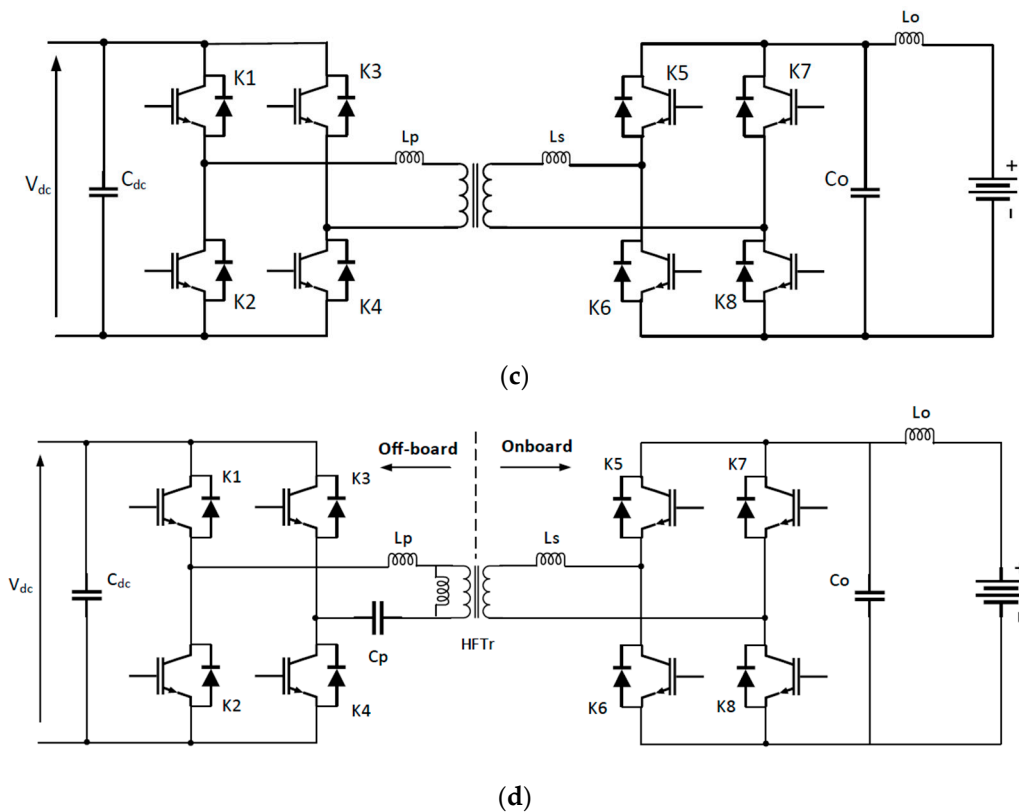 Lo
K1 K3 K5 K7
Lp Ls
Vdc Cdc Co + -
K2 K4 K6 K8
(c)
Off-board Onboard Lo
K1 K3 K5 K7
Lp Ls
Vdc Cdc Co
Cp HFTr
K2 K4 K6 K8
(d)